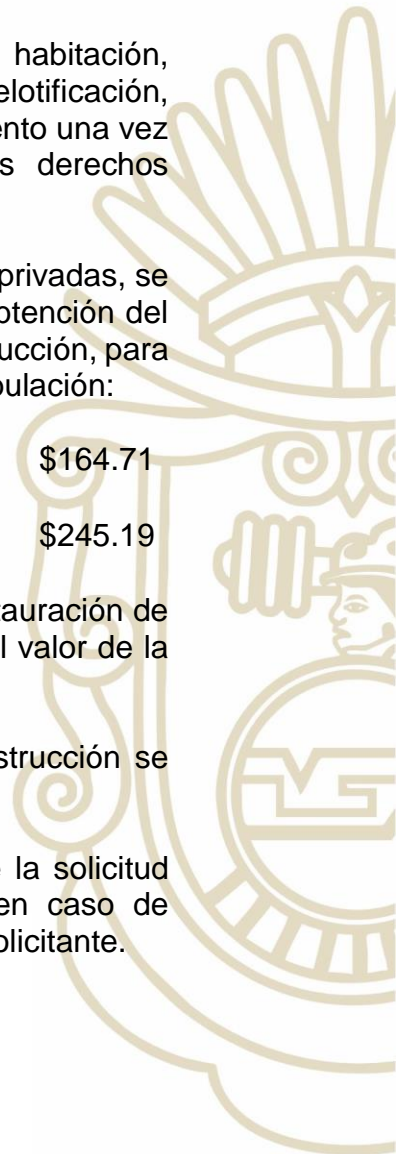 habitación,
elotificación,
ento una vez
s derechos
privadas, se
otención del
ucción, para
oulación:
$164.71
$245.19
tauración de
l valor de la
strucción se
e la solicitud
en caso de
olicitante.